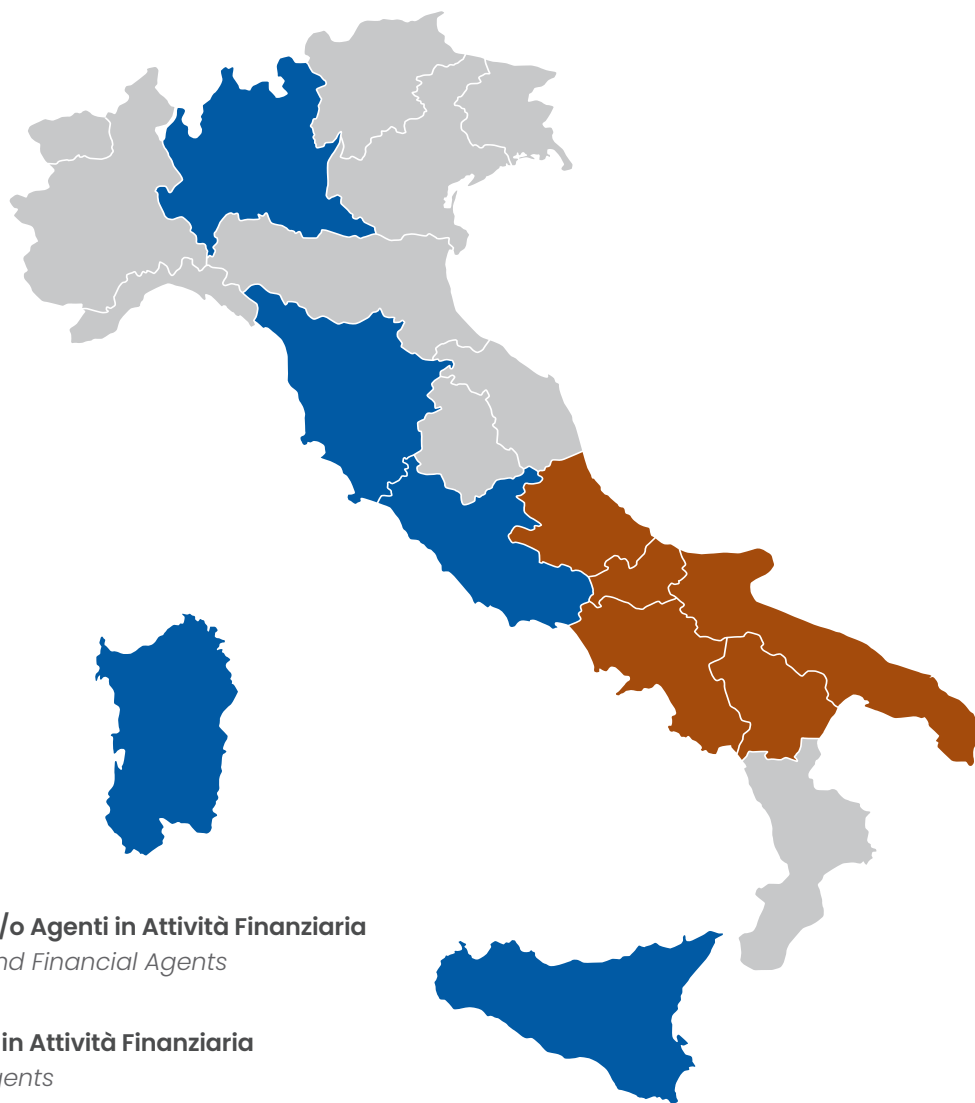 /o Agenti in Attività Finanziaria
nd Financial Agents
in Attività Finanziaria
gents